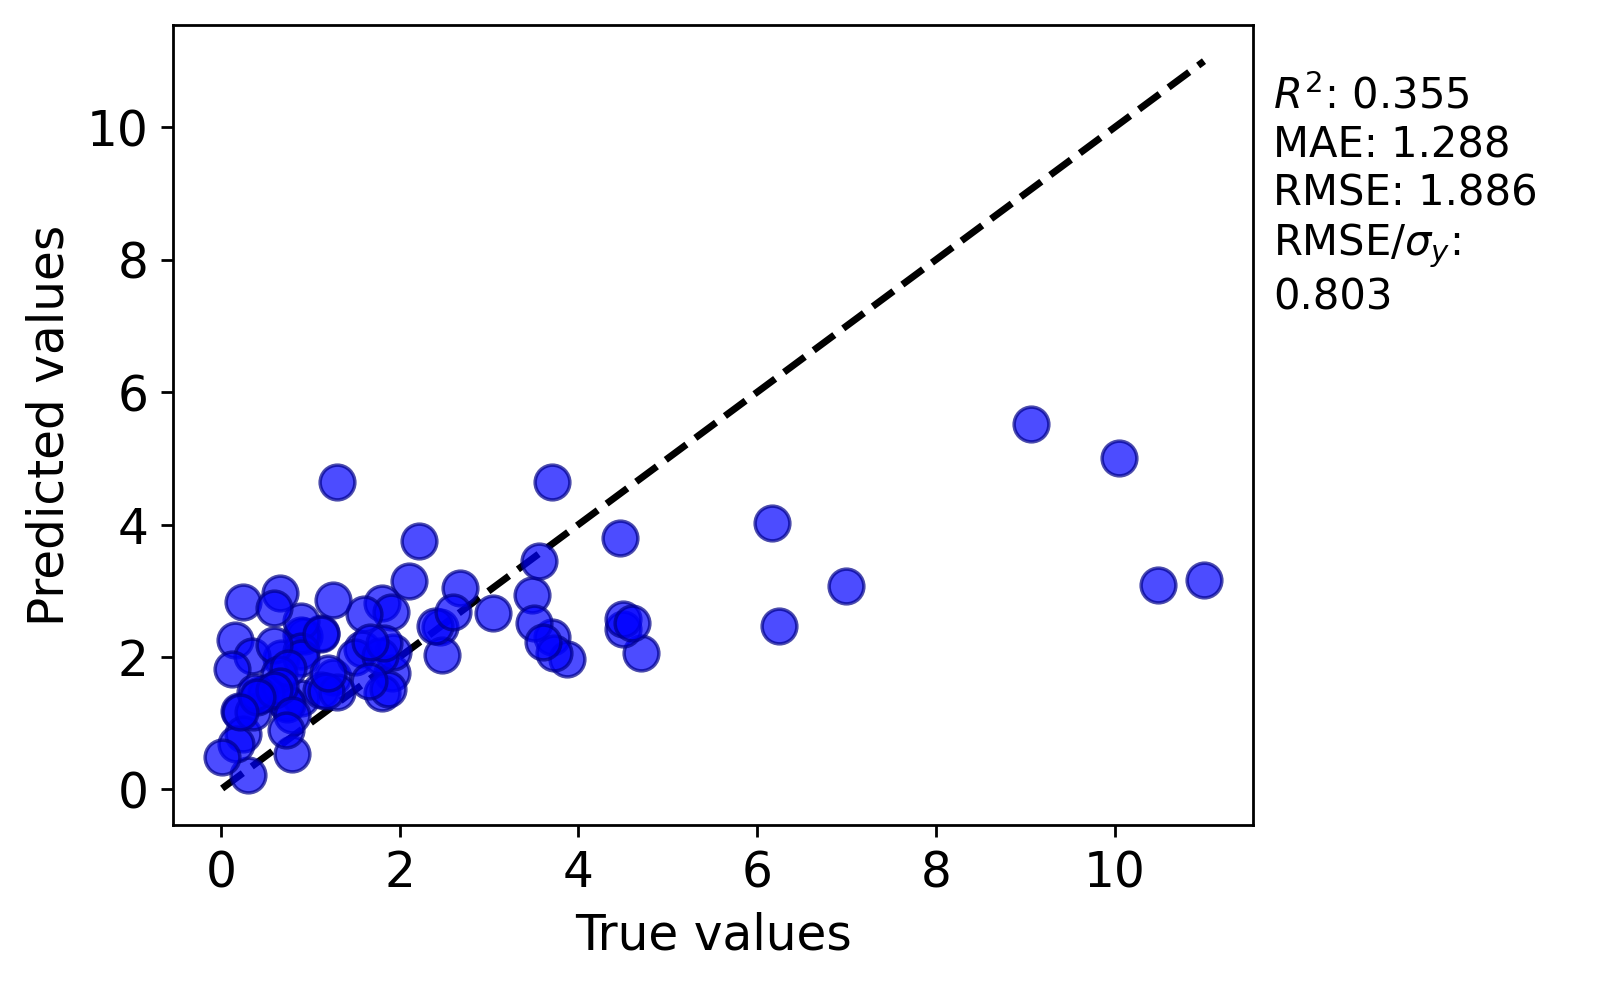 10
8
6
4
2
0
Predicted values
0 2 4 6 8 10
True values
R²: 0.355
MAE: 1.288
RMSE: 1.886
RMSE/σ_y:
0.803